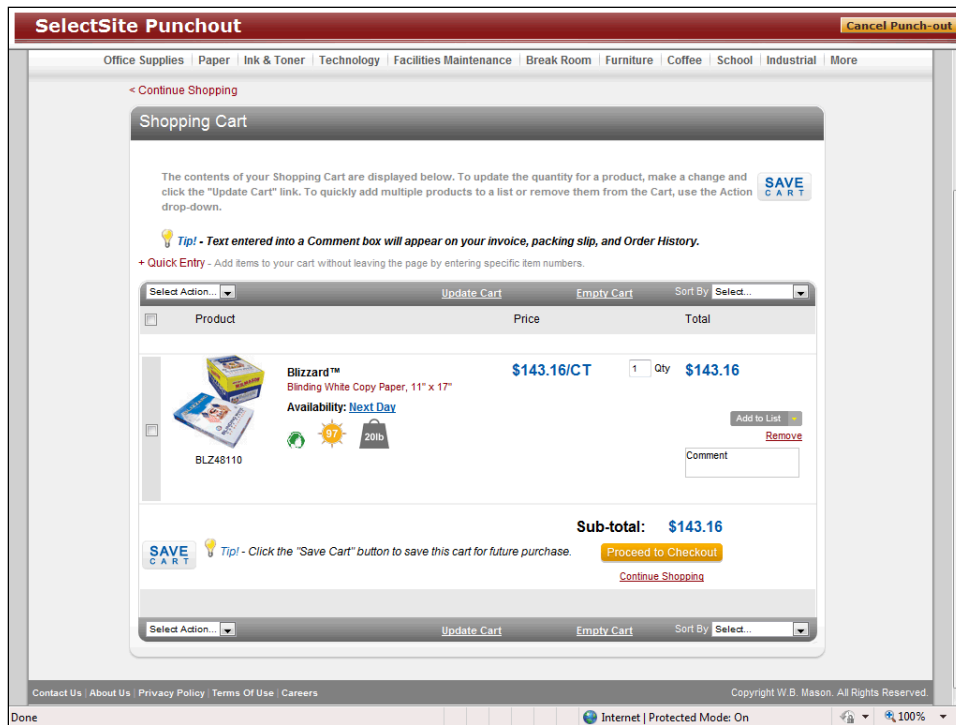 SelectSite Punchout
Cancel Punch-out
Office Supplies | Paper | Ink & Toner | Technology | Facilities Maintenance | Break Room | Furniture | Coffee | School | Industrial | More
< Continue Shopping
Shopping Cart
The contents of your Shopping Cart are displayed below. To update the quantity for a product, make a change and
click the "Update Cart" link. To quickly add multiple products to a list or remove them from the Cart, use the Action
drop-down.
SAVE
CART
Tip! - Text entered into a Comment box will appear on your invoice, packing slip, and Order History.
+ Quick Entry - Add items to your cart without leaving the page by entering specific item numbers.
Select Action... Update Cart Empty Cart Sort By Select...
Product Price Total
Blizzard™ $143.16/CT 1 Qty $143.16
Blinding White Copy Paper, 11" x 17"
Availability: Next Day
97 20lb
Add to List
Remove
Comment
BLZ48110
Sub-total: $143.16
SAVE
CART
Tip! - Click the "Save Cart" button to save this cart for future purchase.
Proceed to Checkout
Continue Shopping
Select Action... Update Cart Empty Cart Sort By Select...
Contact Us | About Us | Privacy Policy | Terms Of Use | Careers Copyright W.B. Mason. All Rights Reserved.
Done Internet | Protected Mode: On 100%